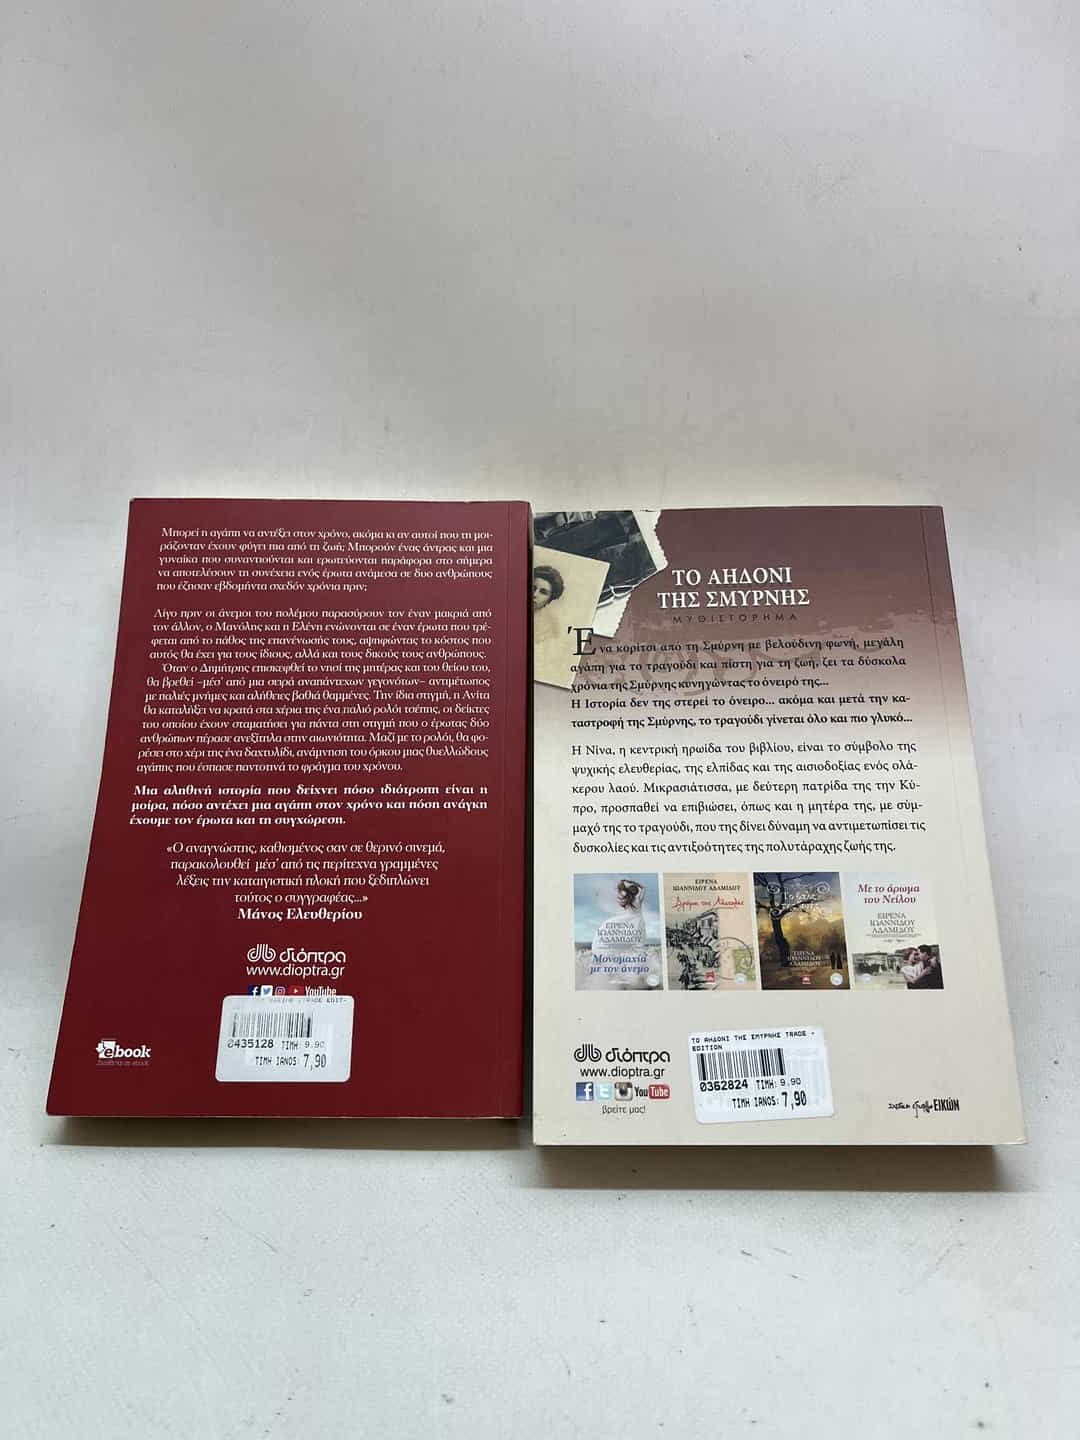 Μπορεί η αγάπη να αντέξει στον χρόνο, ακόμα κι αν αυτοί που τη μοι-
ράζονταν έχουν φύγει πια από τη ζωή; Μπορούν ένας άντρας και μια
γυναίκα που συναντιούνται και ερωτεύονται παράφορα στο σήμερα
να αποτελέσουν τη συνέχεια ενός έρωτα ανάμεσα σε δυο ανθρώπους
που έζησαν εβδομήντα σχεδόν χρόνια πριν;
Λίγο πριν οι άνεμοι του πολέμου παρασύρουν τον έναν μακριά από
τον άλλον, ο Μανόλης και η Ελένη ενώνονται σε έναν έρωτα που τρέ-
φεται από το πάθος της επανένωσής τους, αψηφώντας το κόστος που
αυτός θα έχει για τους ίδιους, αλλά και τους δικούς τους ανθρώπους.
Όταν ο Δημήτρης επισκεφθεί το νησί της μητέρας και του θείου του,
θα βρεθεί –μέσ’ από μια σειρά αναπάντεχων γεγονότων– αντιμέτωπος
με παλιές μνήμες και αλήθειες βαθιά θαμμένες. Την ίδια στιγμή, η Ανίτα
θα καταλήξει να κρατά στα χέρια της ένα παλιό ρολόι τσέπης, οι δείκτες
του οποίου έχουν σταματήσει για πάντα στη στιγμή που ο έρωτας δύο
ανθρώπων πέρασε ανεξίτηλα στην αιωνιότητα. Μαζί με το ρολόι, θα φο-
ρέσει στο χέρι της ένα δαχτυλίδι, ανάμνηση του όρκου μιας θυελλώδους
αγάπης που έσπασε παντοτινά το φράγμα του χρόνου.
Μια αληθινή ιστορία που δείχνει πόσο ιδιότροπη είναι η
μοίρα, πόσο αντέχει μια αγάπη στον χρόνο και πόση ανάγκη
έχουμε τον έρωτα και τη συγχώρεση.
«Ο αναγνώστης, καθισμένος σαν σε θερινό σινεμά,
παρακολουθεί μέσ’ από τις περίτεχνα γραμμένες
λέξεις την καταιγιστική πλοκή που ξεδιπλώνει
τούτος ο συγγραφέας...»
Μάνος Ελευθερίου
διόπτρα
www.dioptra.gr
YouTube
0435128 ΤΙΜΗ: 9.90
ΤΙΜΗ IANOS: 7,90
ebook
ΤΟ ΑΗΔΟΝΙ
ΤΗΣ ΣΜΥΡΝΗΣ
ΜΥΘΙΣΤΟΡΗΜΑ
Ένα κορίτσι από τη Σμύρνη με βελούδινη φωνή, μεγάλη
αγάπη για το τραγούδι και πίστη για τη ζωή, ζει τα δύσκολα
χρόνια της Σμύρνης κυνηγώντας το όνειρό της...
Η Ιστορία δεν της στερεί το όνειρο... ακόμα και μετά την κα-
ταστροφή της Σμύρνης, το τραγούδι γίνεται όλο και πιο γλυκό...
Η Νίνα, η κεντρική ηρωίδα του βιβλίου, είναι το σύμβολο της
ψυχικής ελευθερίας, της ελπίδας και της αισιοδοξίας ενός ολά-
κερου λαού. Μικρασιάτισσα, με δεύτερη πατρίδα της την Κύ-
προ, προσπαθεί να επιβιώσει, όπως και η μητέρα της, με σύμ-
μαχό της το τραγούδι, που της δίνει δύναμη να αντιμετωπίσει τις
δυσκολίες και τις αντιξοότητες της πολυτάραχης ζωής της.
ΕΙΡΕΝΑ
ΙΩΑΝΝΙΔΟΥ
ΑΔΑΜΙΔΟΥ
Μονομαχία
με τον άνεμο
ΕΙΡΕΝΑ
ΙΩΑΝΝΙΔΟΥ ΑΔΑΜΙΔΟΥ
Δρόμοι της Ανατολής
ΕΙΡΕΝΑ
ΙΩΑΝΝΙΔΟΥ
ΑΔΑΜΙΔΟΥ
Με το άρωμα
του Νείλου
ΕΙΡΕΝΑ
ΙΩΑΝΝΙΔΟΥ
ΑΔΑΜΙΔΟΥ
διόπτρα
www.dioptra.gr
YouTube
βρείτε μας!
ΤΟ ΑΗΔΟΝΙ ΤΗΣ ΣΜΥΡΝΗΣ TRADE -
EDITION
0362824 ΤΙΜΗ: 9.90
ΤΙΜΗ IANOS: 7,90
ΕΙΚΩΝ